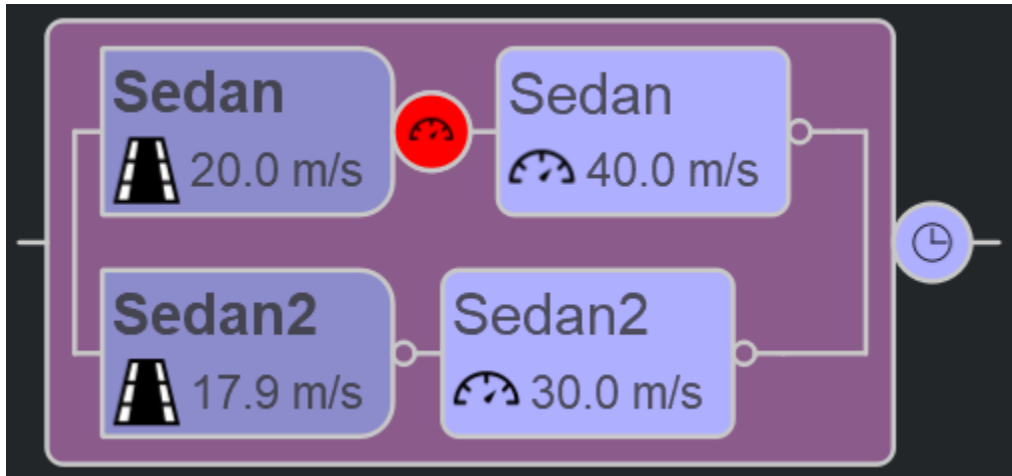 Sedan
20.0 m/s
Sedan
40.0 m/s
Sedan2
17.9 m/s
Sedan2
30.0 m/s